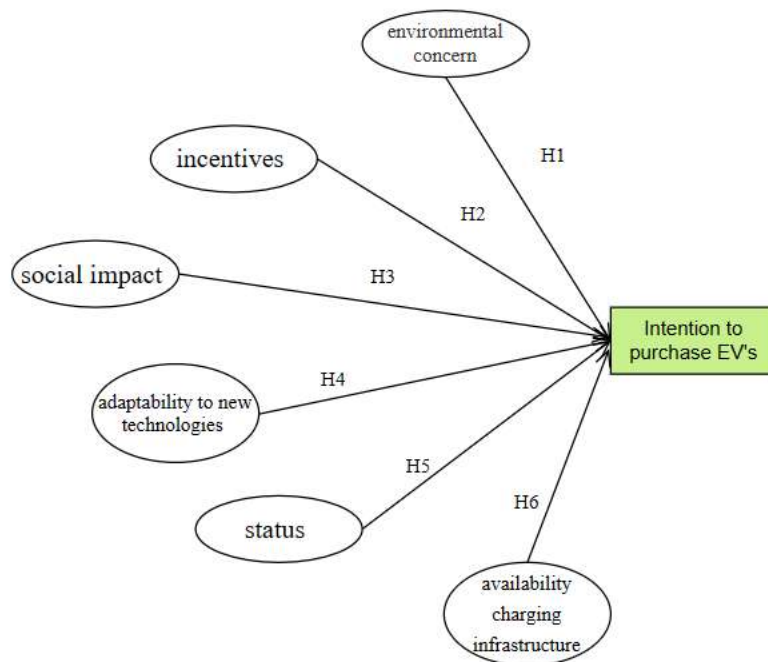 environmental
concern
H1
incentives
H2
social impact
H3
Intention to
purchase EV's
H4
adaptability to new
technologies
H5
status
H6
availability
charging
infrastructure